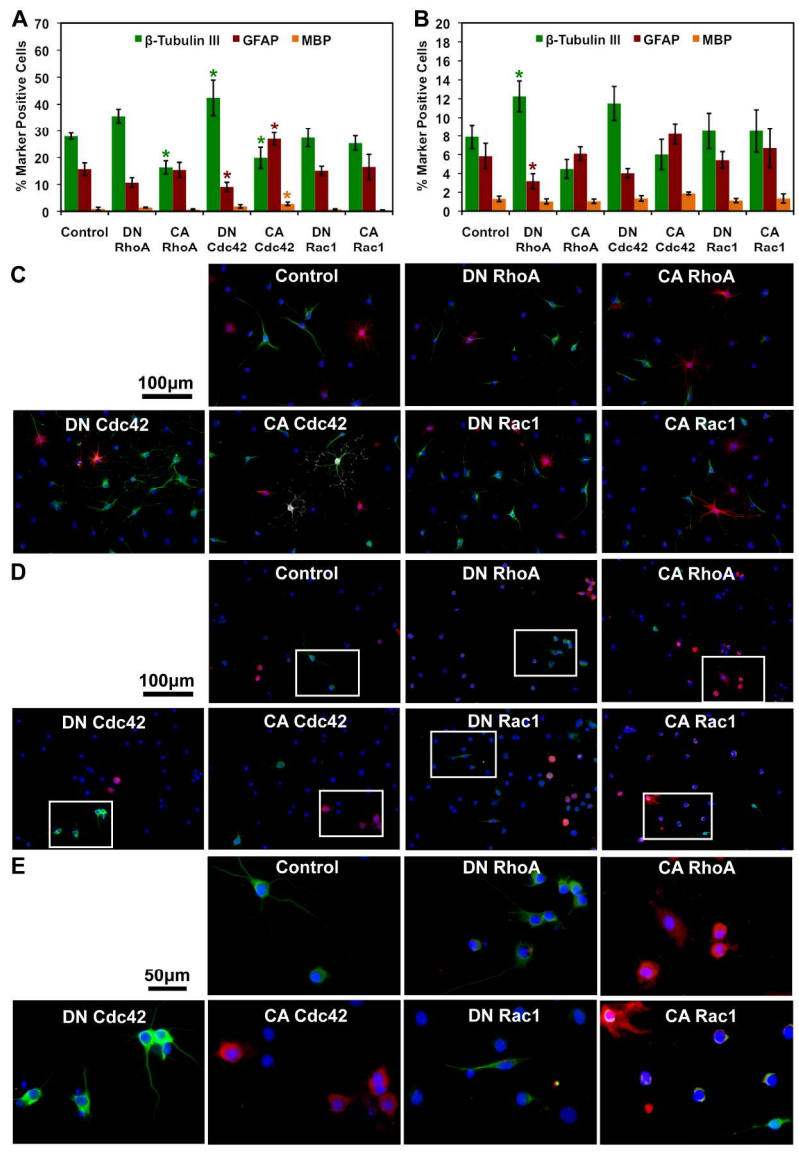 A
B
% Marker Positive Cells
70
60
50
40
30
20
10
0
β-Tubulin III GFAP MBP
* * * * * *
Control DN RhoA CA RhoA DN Cdc42 CA Cdc42 DN Rac1 CA Rac1
% Marker Positive Cells
20
18
16
14
12
10
8
6
4
2
0
β-Tubulin III GFAP MBP
* *
Control DN RhoA CA RhoA DN Cdc42 CA Cdc42 DN Rac1 CA Rac1
C
Control DN RhoA CA RhoA
100µm
DN Cdc42 CA Cdc42 DN Rac1 CA Rac1
D
Control DN RhoA CA RhoA
100µm
DN Cdc42 CA Cdc42 DN Rac1 CA Rac1
E
Control DN RhoA CA RhoA
50µm
DN Cdc42 CA Cdc42 DN Rac1 CA Rac1